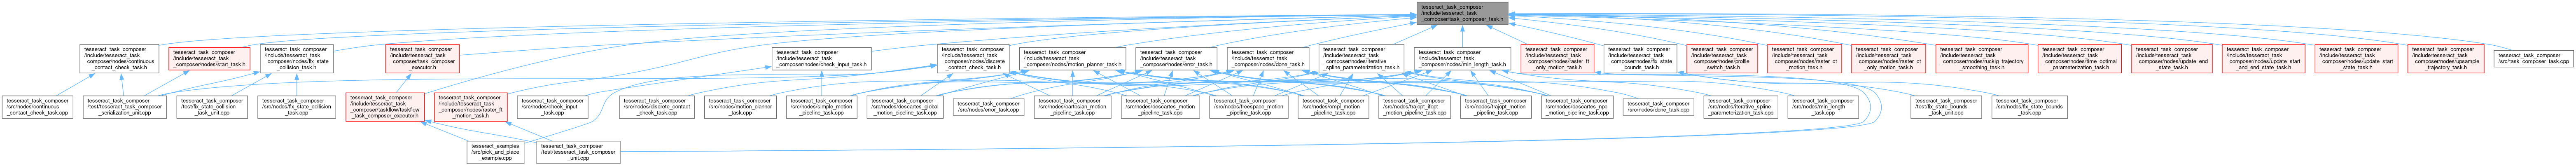 tesseract_task_composer
/include/tesseract_task
_composer/task_composer_task.h
tesseract_task_composer
/include/tesseract_task
_composer/nodes/continuous
_contact_check_task.h
tesseract_task_composer
/include/tesseract_task
_composer/nodes/start_task.h
tesseract_task_composer
/include/tesseract_task
_composer/nodes/fix_state
_collision_task.h
tesseract_task_composer
/include/tesseract_task
_composer/task_composer
_executor.h
tesseract_task_composer
/include/tesseract_task
_composer/nodes/check_input_task.h
tesseract_task_composer
/include/tesseract_task
_composer/nodes/discrete
_contact_check_task.h
tesseract_task_composer
/include/tesseract_task
_composer/nodes/motion_planner_task.h
tesseract_task_composer
/include/tesseract_task
_composer/nodes/error_task.h
tesseract_task_composer
/include/tesseract_task
_composer/nodes/done_task.h
tesseract_task_composer
/include/tesseract_task
_composer/nodes/iterative
_spline_parameterization_task.h
tesseract_task_composer
/include/tesseract_task
_composer/nodes/min_length_task.h
tesseract_task_composer
/include/tesseract_task
_composer/nodes/raster_ft
_only_motion_task.h
tesseract_task_composer
/include/tesseract_task
_composer/nodes/fix_state
_bounds_task.h
tesseract_task_composer
/include/tesseract_task
_composer/nodes/profile
_switch_task.h
tesseract_task_composer
/include/tesseract_task
_composer/nodes/raster_ct
_motion_task.h
tesseract_task_composer
/include/tesseract_task
_composer/nodes/raster_ct
_only_motion_task.h
tesseract_task_composer
/include/tesseract_task
_composer/nodes/ruckig_trajectory
_smoothing_task.h
tesseract_task_composer
/include/tesseract_task
_composer/nodes/time_optimal
_parameterization_task.h
tesseract_task_composer
/include/tesseract_task
_composer/nodes/update_end
_state_task.h
tesseract_task_composer
/include/tesseract_task
_composer/nodes/update_start
_and_end_state_task.h
tesseract_task_composer
/include/tesseract_task
_composer/nodes/update_start
_state_task.h
tesseract_task_composer
/include/tesseract_task
_composer/nodes/upsample
_trajectory_task.h
tesseract_task_composer
/src/task_composer_task.cpp
tesseract_task_composer
/src/nodes/continuous
_contact_check_task.cpp
tesseract_task_composer
/test/tesseract_task_composer
_serialization_unit.cpp
tesseract_task_composer
/test/fix_state_collision
_task_unit.cpp
tesseract_task_composer
/src/nodes/fix_state_collision
_task.cpp
tesseract_task_composer
/include/tesseract_task
_composer/taskflow/taskflow
_task_composer_executor.h
tesseract_task_composer
/include/tesseract_task
_composer/nodes/raster_ft
_motion_task.h
tesseract_task_composer
/src/nodes/check_input
_task.cpp
tesseract_task_composer
/src/nodes/discrete_contact
_check_task.cpp
tesseract_task_composer
/src/nodes/motion_planner
_task.cpp
tesseract_task_composer
/src/nodes/simple_motion
_pipeline_task.cpp
tesseract_task_composer
/src/nodes/descartes_global
_motion_pipeline_task.cpp
tesseract_task_composer
/src/nodes/error_task.cpp
tesseract_task_composer
/src/nodes/cartesian_motion
_pipeline_task.cpp
tesseract_task_composer
/src/nodes/descartes_motion
_pipeline_task.cpp
tesseract_task_composer
/src/nodes/freespace_motion
_pipeline_task.cpp
tesseract_task_composer
/src/nodes/ompl_motion
_pipeline_task.cpp
tesseract_task_composer
/src/nodes/trajopt_ifopt
_motion_pipeline_task.cpp
tesseract_task_composer
/src/nodes/trajopt_motion
_pipeline_task.cpp
tesseract_task_composer
/src/nodes/descartes_npc
_motion_pipeline_task.cpp
tesseract_task_composer
/src/nodes/done_task.cpp
tesseract_task_composer
/src/nodes/iterative_spline
_parameterization_task.cpp
tesseract_task_composer
/src/nodes/min_length
_task.cpp
tesseract_task_composer
/test/fix_state_bounds
_task_unit.cpp
tesseract_task_composer
/src/nodes/fix_state_bounds
_task.cpp
tesseract_examples
/src/pick_and_place
_example.cpp
tesseract_task_composer
/test/tesseract_task_composer
_unit.cpp